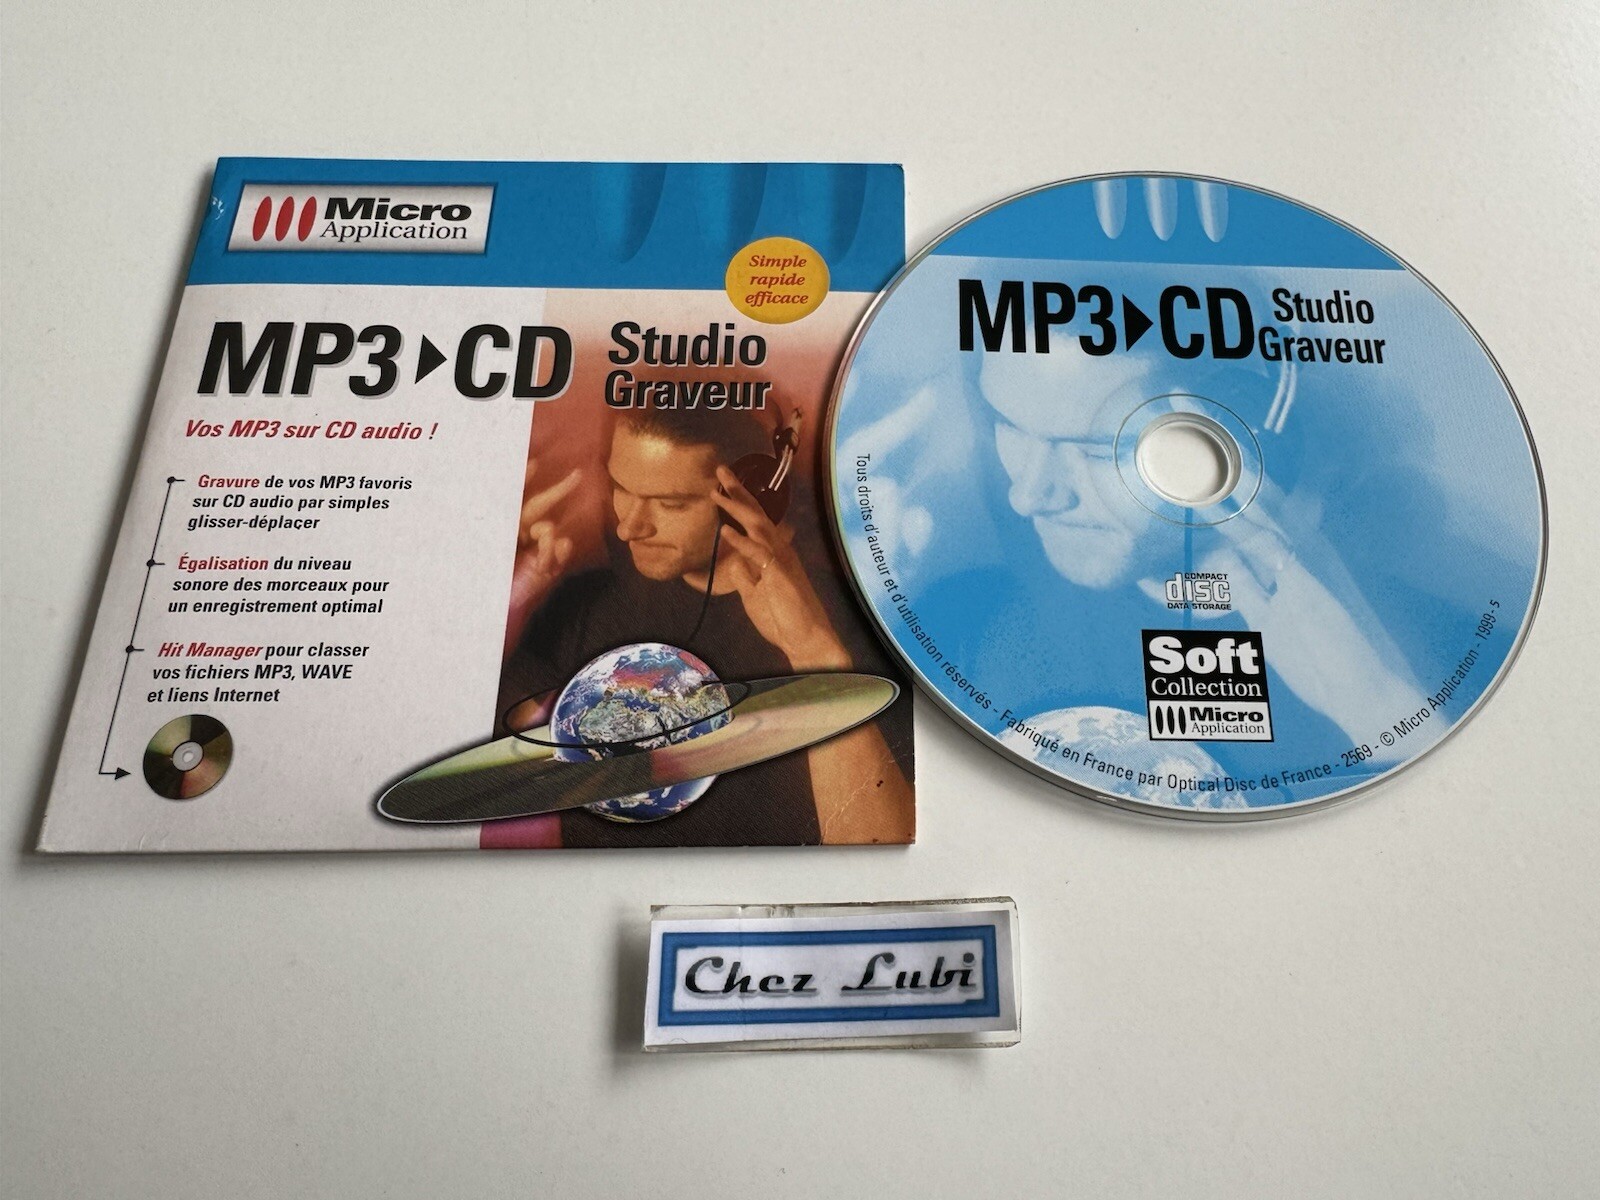 Micro
Application
Simple
rapide
efficace
MP3 CD Studio
Graveur
Vos MP3 sur CD audio !
Gravure de vos MP3 favoris
sur CD audio par simples
glisser-déplaçer
Égalisation du niveau
sonore des morceaux pour
un enregistrement optimal
Hit Manager pour classer
vos fichiers MP3, WAVE
et liens Internet
MP3 CD Studio
Graveur
COMPACT
disc
DATA STORAGE
Soft
Collection
Micro
Application
Tous droits d'auteur et d'utilisation réservés - Fabriqué en France par Optical Disc de France - 2569 - © Micro Application - 1999 - 5
Chez Lubi